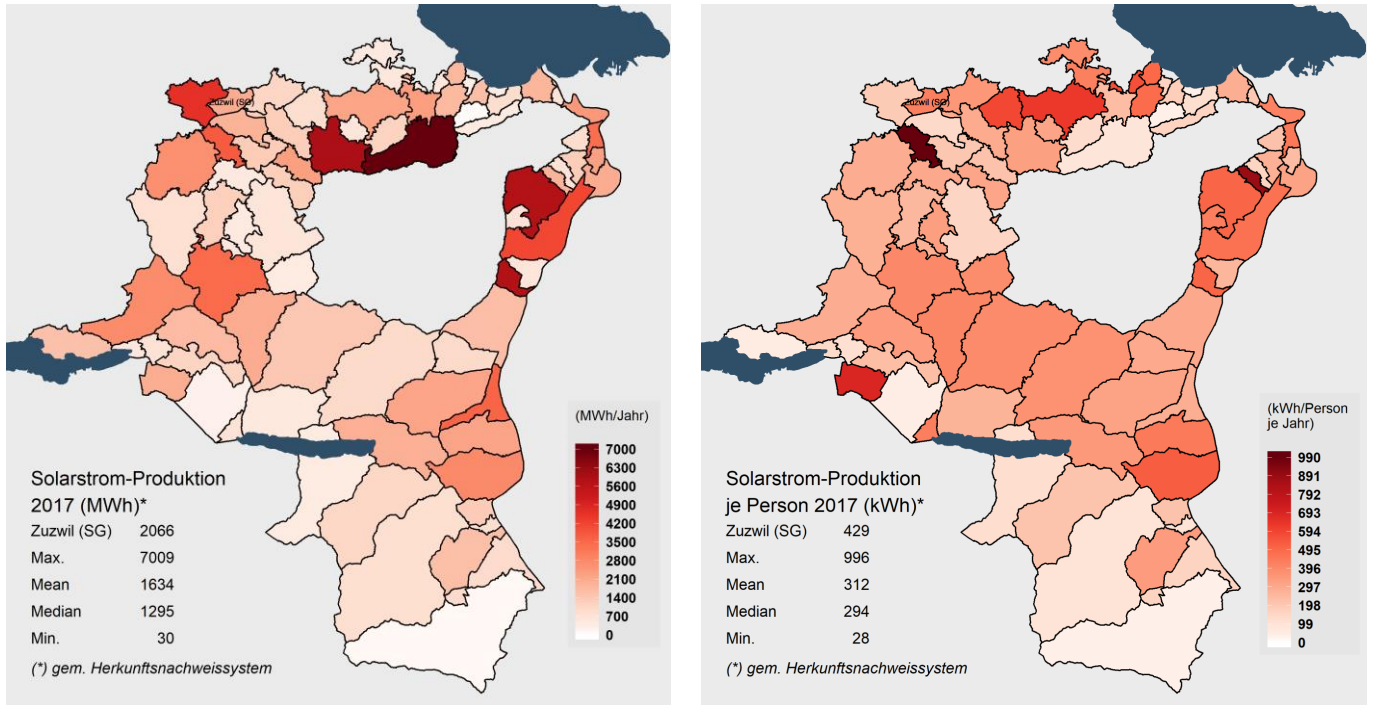 Zuzwil (SG)
(MWh/Jahr)
7000
6300
5600
4900
4200
3500
2800
2100
1400
700
0
Solarstrom-Produktion
2017 (MWh)*
Zuzwil (SG) 2066
Max. 7009
Mean 1634
Median 1295
Min. 30
(*) gem. Herkunftsnachweissystem
Zuzwil (SG)
(kWh/Person
je Jahr)
990
891
792
693
594
495
396
297
198
99
0
Solarstrom-Produktion
je Person 2017 (kWh)*
Zuzwil (SG) 429
Max. 996
Mean 312
Median 294
Min. 28
(*) gem. Herkunftsnachweissystem